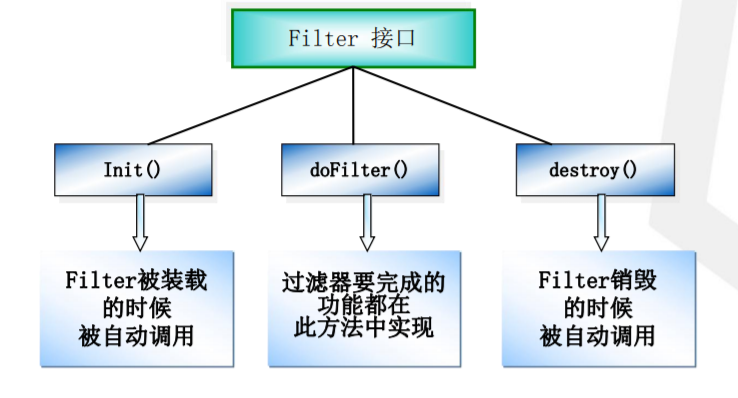 Filter 接口
Init()
doFilter()
destroy()
Filter被装载
的时候
被自动调用
过滤器要完成的
功能都在
此方法中实现
Filter销毁
的时候
被自动调用